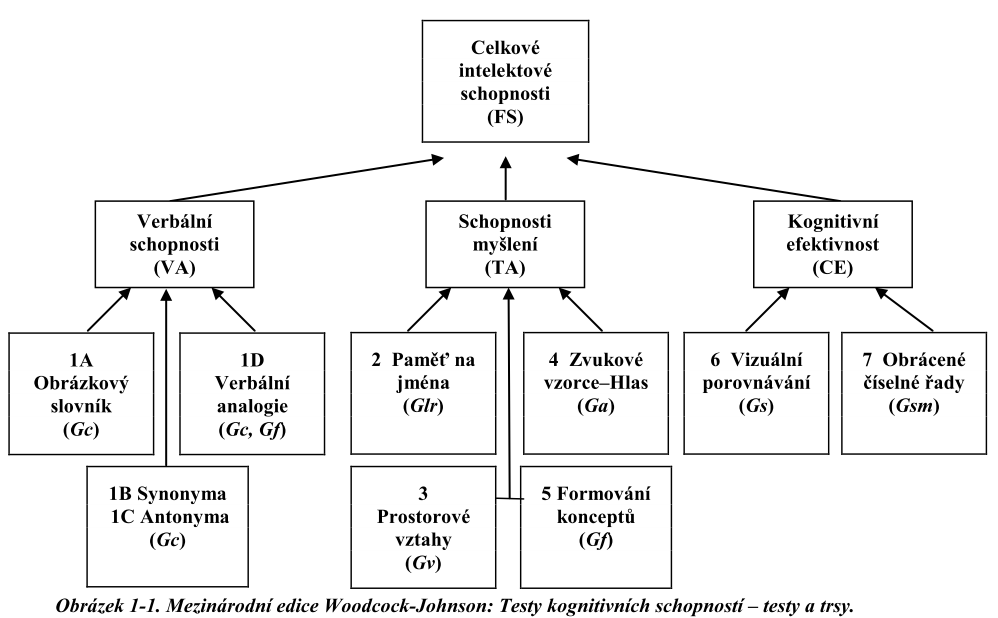 Celkové
intelektové
schopnosti
(FS)
Verbální
schopnosti
(VA)
Schopnosti
myšlení
(TA)
Kognitivní
efektivnost
(CE)
1A
Obrázkový
slovník
(Gc)
1D
Verbální
analogie
(Gc, Gf)
2 Paměť na
jména
(Glr)
4 Zvukové
vzorce–Hlas
(Ga)
6 Vizuální
porovnávání
(Gs)
7 Obrácené
číselné řady
(Gsm)
1B Synonyma
1C Antonyma
(Gc)
3
Prostorové
vztahy
(Gv)
5 Formování
konceptů
(Gf)
Obrázek 1-1. Mezinárodní edice Woodcock-Johnson: Testy kognitivních schopností – testy a trsy.